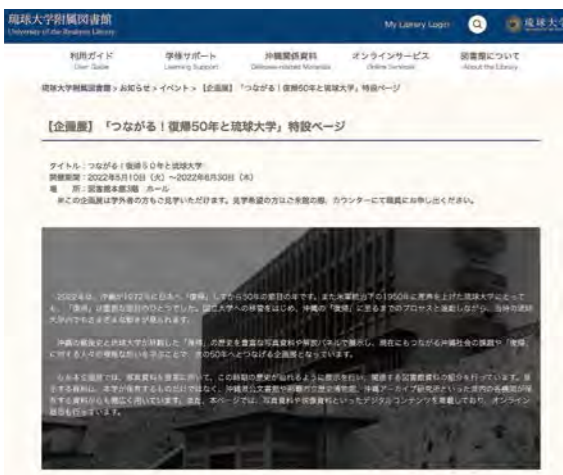 琉球大学附属図書館
University of the Ryukyus Library
My Library Login
琉球大学
利用ガイド
User Guide
学修サポート
Learning Support
沖縄関係資料
Okinawa-related Materials
オンラインサービス
Online Services
図書館について
About the Library
琉球大学附属図書館 > お知らせ > イベント > 【企画展】「つながる！復帰50年と琉球大学」特設ページ
【企画展】「つながる！復帰50年と琉球大学」特設ページ
タイトル：つながる！復帰50年と琉球大学
開催期間：2022年5月10日（火）～2022年6月30日（木）
場　所：図書館本館3階 ホール
※この企画展は学外者の方もご見学いただけます。見学希望の方はご来館の際、カウンターにて職員にお申し出ください。
2022年は、沖縄が1972年に日本へ「復帰」してから50年の節目の年です。また米軍統治下の1950年に産声を上げた琉球大学にとって
も、「復帰」は重要な節目のひとつでした。国立大学への移管をはじめ、沖縄の「復帰」に至るまでのプロセスと連動しながら、当時の琉球
大学内でもさまざまな動きが見られます。
沖縄の戦後史と琉球大学が経験した「復帰」の歴史を豊富な写真資料や解説パネルで展示し、現在にもつながる沖縄社会の課題や「復帰」
に対する人々の様々な思いを学ぶことで、次の50年へとつなげる企画展となっています。